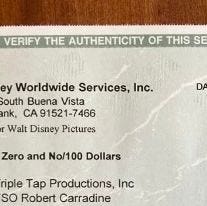 VERIFY THE AUTHENTICITY OF THIS SE
ey Worldwide Services, Inc.
DA
South Buena Vista
ank, CA 91521-7466
or Walt Disney Pictures
Zero and No/100 Dollars
riple Tap Productions, Inc
/SO Robert Carradine